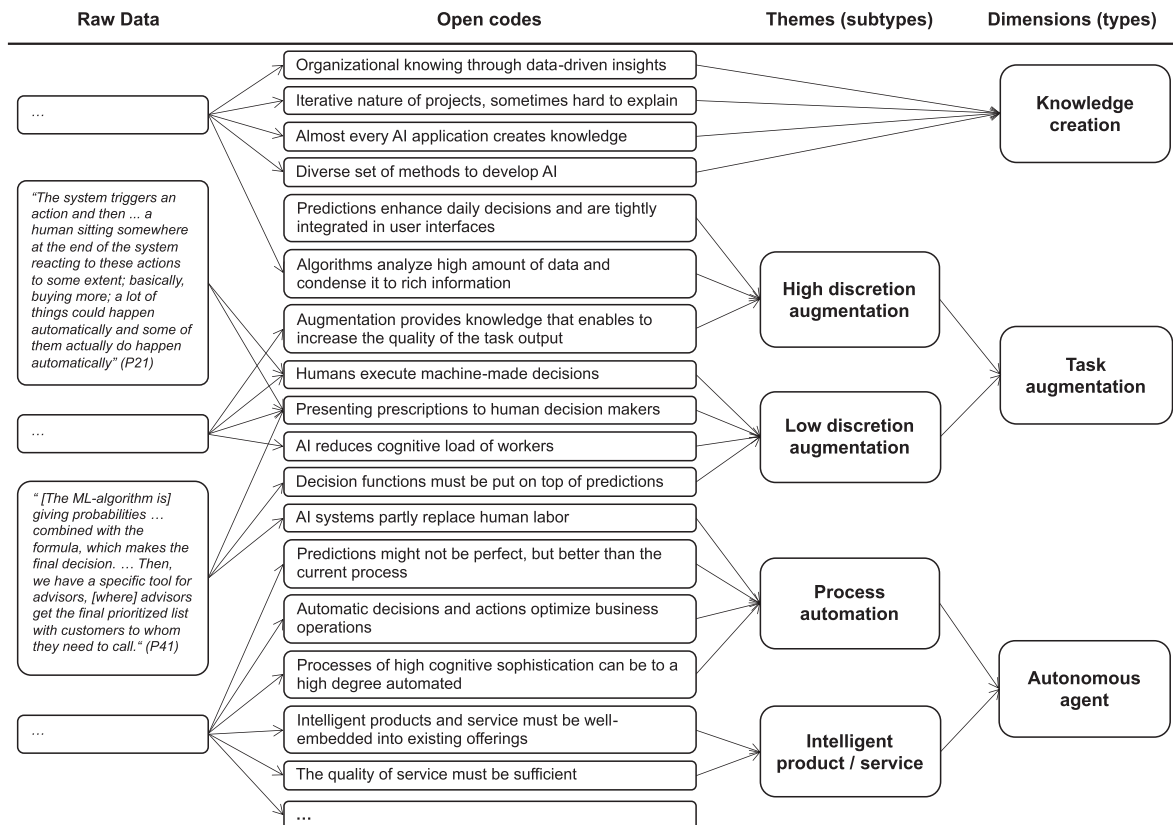 Raw Data
Open codes
Themes (subtypes)
Dimensions (types)
...
“The system triggers an
action and then ... a
human sitting somewhere
at the end of the system
reacting to these actions
to some extent; basically,
buying more; a lot of
things could happen
automatically and some of
them actually do happen
automatically” (P21)
...
“ [The ML-algorithm is]
giving probabilities …
combined with the
formula, which makes the
final decision. … Then,
we have a specific tool for
advisors, [where] advisors
get the final prioritized list
with customers to whom
they need to call.“ (P41)
...
Organizational knowing through data-driven insights
Iterative nature of projects, sometimes hard to explain
Almost every AI application creates knowledge
Diverse set of methods to develop AI
Predictions enhance daily decisions and are tightly
integrated in user interfaces
Algorithms analyze high amount of data and
condense it to rich information
Augmentation provides knowledge that enables to
increase the quality of the task output
Humans execute machine-made decisions
Presenting prescriptions to human decision makers
AI reduces cognitive load of workers
Decision functions must be put on top of predictions
AI systems partly replace human labor
Predictions might not be perfect, but better than the
current process
Automatic decisions and actions optimize business
operations
Processes of high cognitive sophistication can be to a
high degree automated
Intelligent products and service must be well-
embedded into existing offerings
The quality of service must be sufficient
...
High discretion
augmentation
Low discretion
augmentation
Process
automation
Intelligent
product / service
Knowledge
creation
Task
augmentation
Autonomous
agent